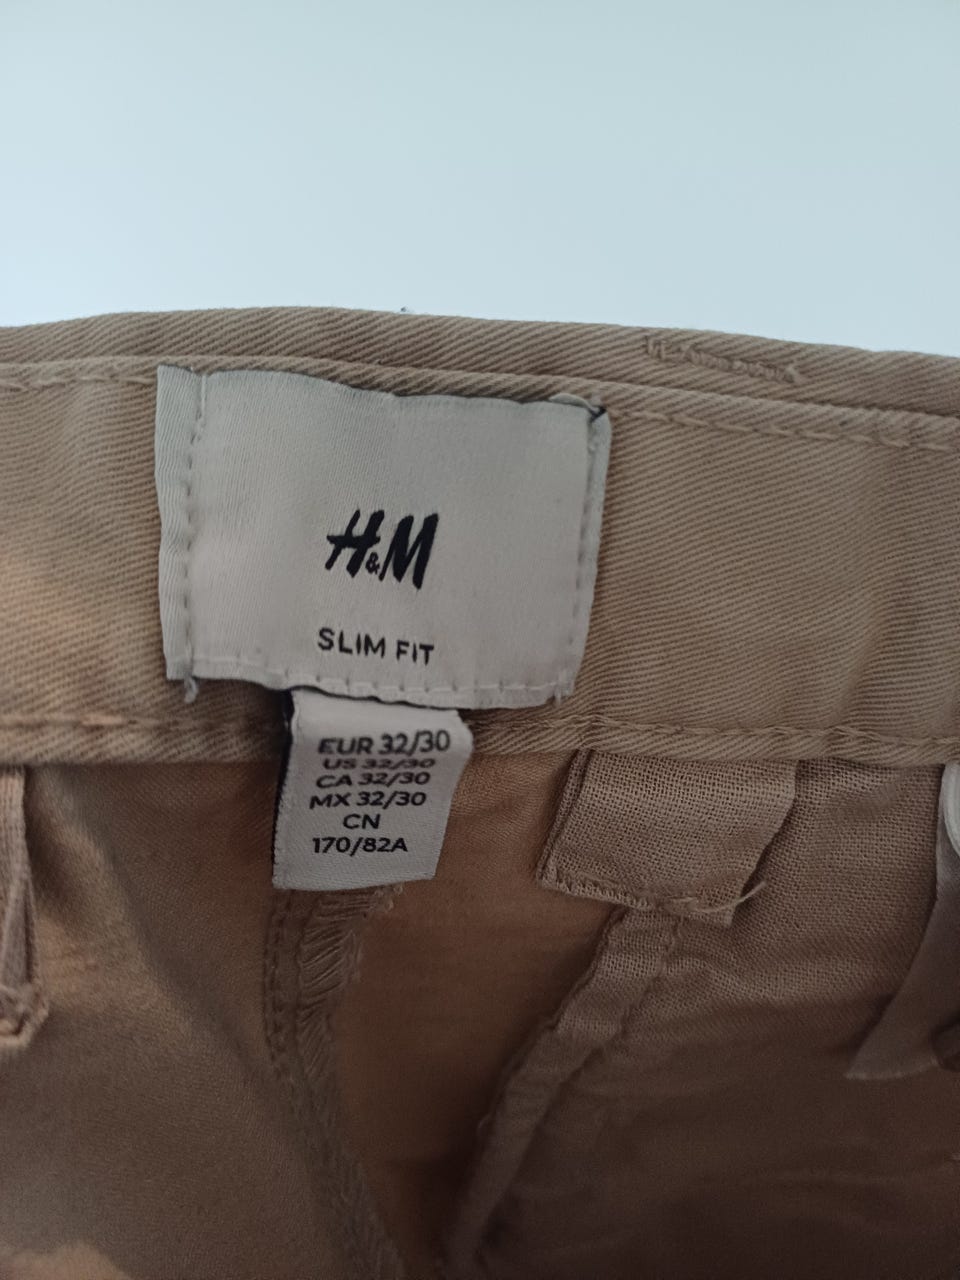 H&M
SLIM FIT
EUR 32/30
US 32/30
CA 32/30
MX 32/30
CN
170/82A